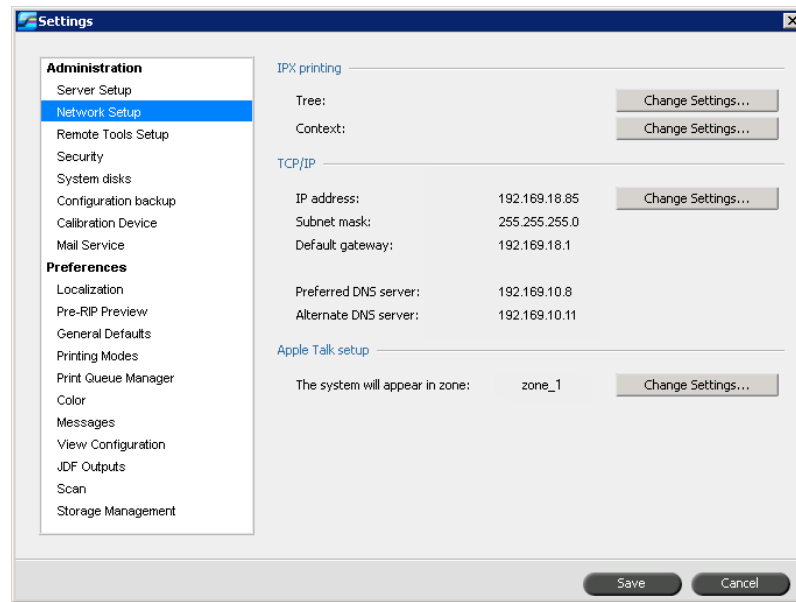 Settings
Administration
Server Setup
Network Setup
Remote Tools Setup
Security
System disks
Configuration backup
Calibration Device
Mail Service
Preferences
Localization
Pre-RIP Preview
General Defaults
Printing Modes
Print Queue Manager
Color
Messages
View Configuration
JDF Outputs
Scan
Storage Management
IPX printing
Tree: Change Settings...
Context: Change Settings...
TCP/IP
IP address: 192.169.18.85 Change Settings...
Subnet mask: 255.255.255.0
Default gateway: 192.169.18.1
Preferred DNS server: 192.169.10.8
Alternate DNS server: 192.169.10.11
Apple Talk setup
The system will appear in zone: zone_1 Change Settings...
Save Cancel